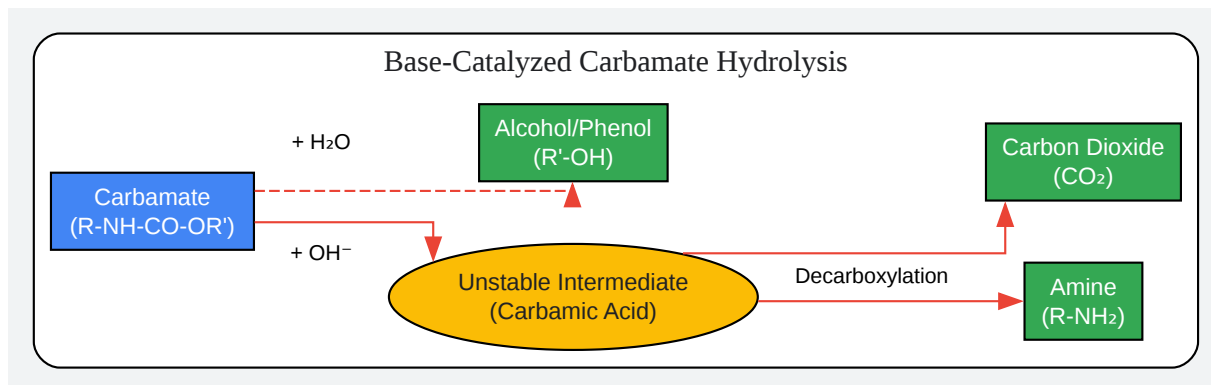 Base-Catalyzed Carbamate Hydrolysis
+ H₂O
Alcohol/Phenol
(R'-OH)
Carbon Dioxide
(CO₂)
Carbamate
(R-NH-CO-OR')
+ OH⁻
Unstable Intermediate
(Carbamic Acid)
Decarboxylation
Amine
(R-NH₂)